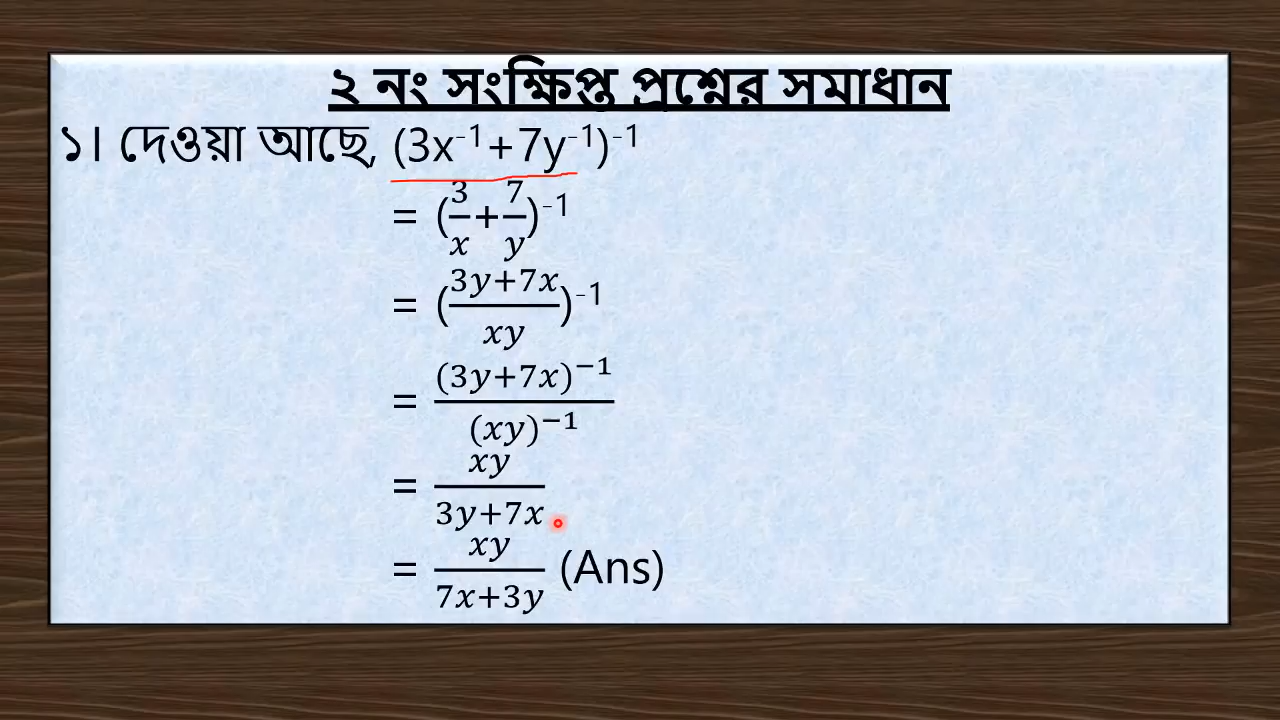 ২ নং সংক্ষিপ্ত প্রশ্নের সমাধান
১। দেওয়া আছে, (3x⁻¹+7y⁻¹)⁻¹
= (3/x+7/y)⁻¹
= ((3y+7x)/xy)⁻¹
= (3y+7x)⁻¹/(xy)⁻¹
= xy/(3y+7x)
= xy/(7x+3y) (Ans)